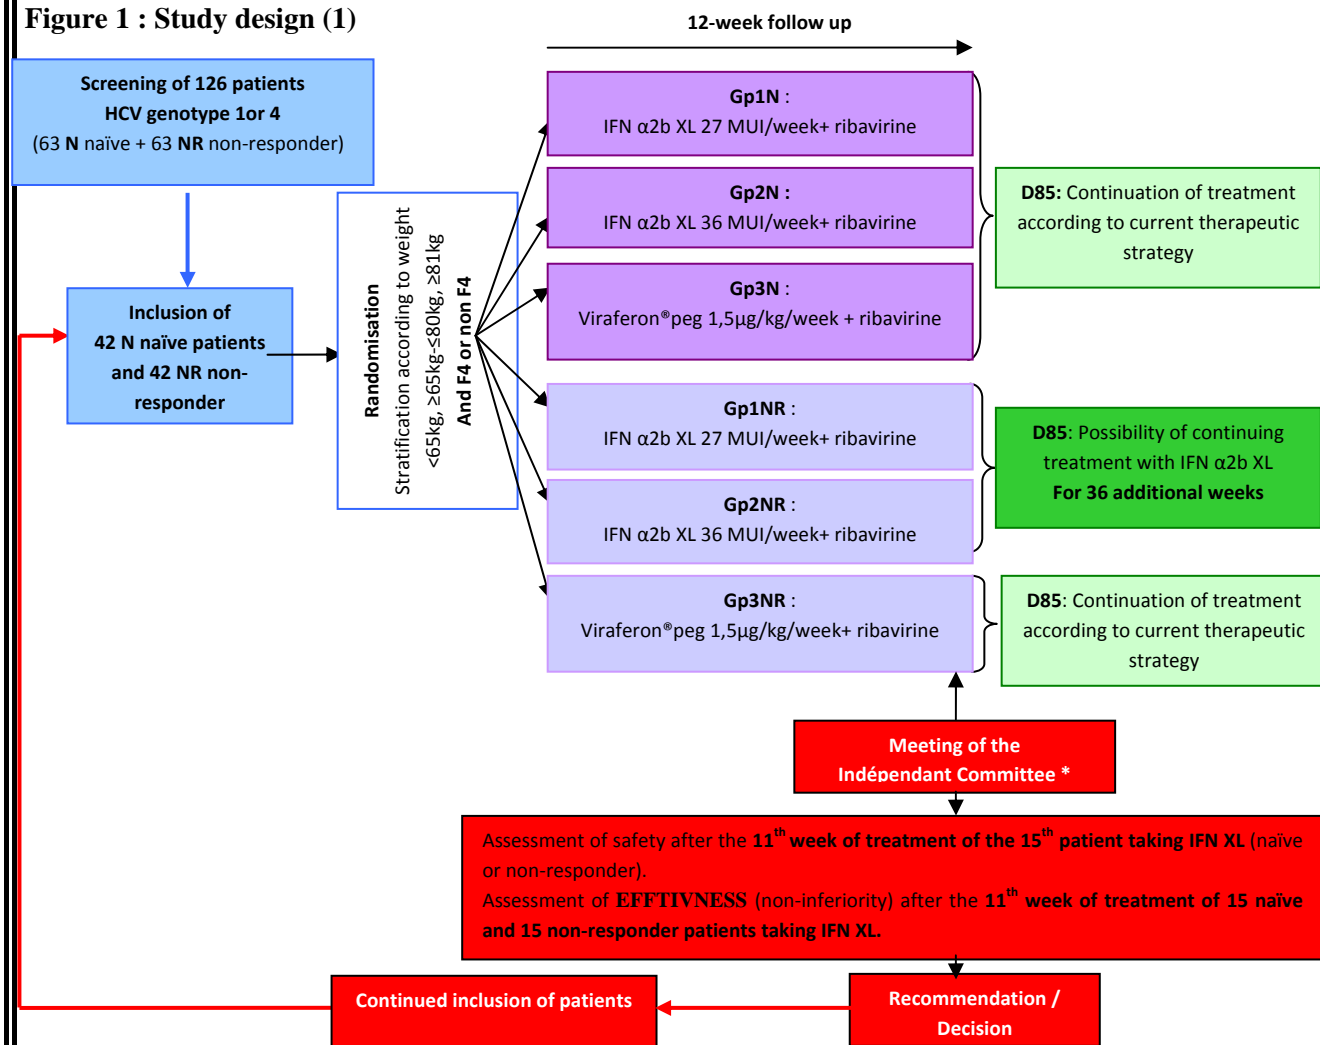 Figure 1 : Study design (1)
12-week follow up
Screening of 126 patients
HCV genotype 1or 4
(63 N naïve + 63 NR non-responder)
Inclusion of
42 N naïve patients
and 42 NR non-
responder
Randomisation
Stratification according to weight
<65kg, ≥65kg-≤80kg, ≥81kg
And F4 or non F4
Gp1N :
IFN α2b XL 27 MUI/week+ ribavirine
Gp2N :
IFN α2b XL 36 MUI/week+ ribavirine
Gp3N :
Viraferon®peg 1,5µg/kg/week + ribavirine
Gp1NR :
IFN α2b XL 27 MUI/week+ ribavirine
Gp2NR :
IFN α2b XL 36 MUI/week+ ribavirine
Gp3NR :
Viraferon®peg 1,5µg/kg/week+ ribavirine
D85: Continuation of treatment
according to current therapeutic
strategy
D85: Possibility of continuing
treatment with IFN α2b XL
For 36 additional weeks
D85: Continuation of treatment
according to current therapeutic
strategy
Meeting of the
Indépendant Committee *
Assessment of safety after the 11th week of treatment of the 15th patient taking IFN XL (naïve
or non-responder).
Assessment of EFFTIVNESS (non-inferiority) after the 11th week of treatment of 15 naïve
and 15 non-responder patients taking IFN XL.
Continued inclusion of patients
Recommendation /
Decision